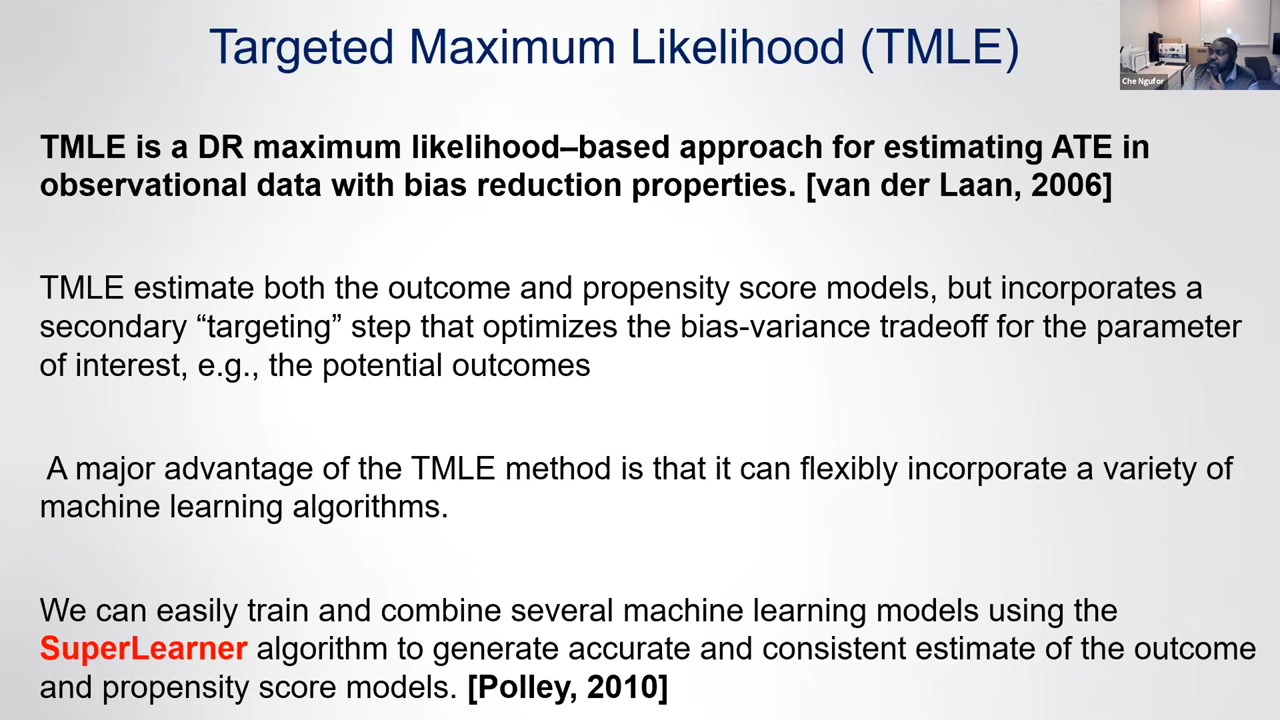 Targeted Maximum Likelihood (TMLE)
Che Ngufor
TMLE is a DR maximum likelihood–based approach for estimating ATE in
observational data with bias reduction properties. [van der Laan, 2006]
TMLE estimate both the outcome and propensity score models, but incorporates a
secondary “targeting” step that optimizes the bias-variance tradeoff for the parameter
of interest, e.g., the potential outcomes
A major advantage of the TMLE method is that it can flexibly incorporate a variety of
machine learning algorithms.
We can easily train and combine several machine learning models using the
SuperLearner algorithm to generate accurate and consistent estimate of the outcome
and propensity score models. [Polley, 2010]